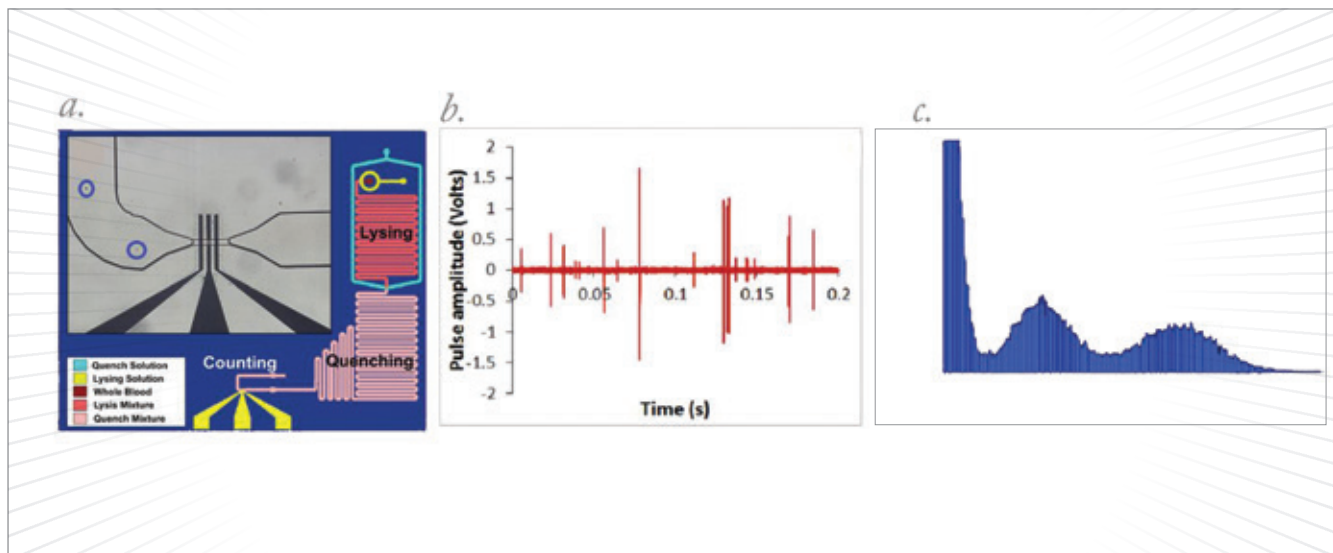 a.
Lysing
Quenching
Counting
Quench Solution
Lysing Solution
Whole Blood
Lysis Mixture
Quench Mixture
b.
Pulse amplitude (Volts)
2
1.5
1
0.5
0
-0.5
-1
-1.5
-2
0
0.05
0.1
0.15
0.2
Time (s)
c.